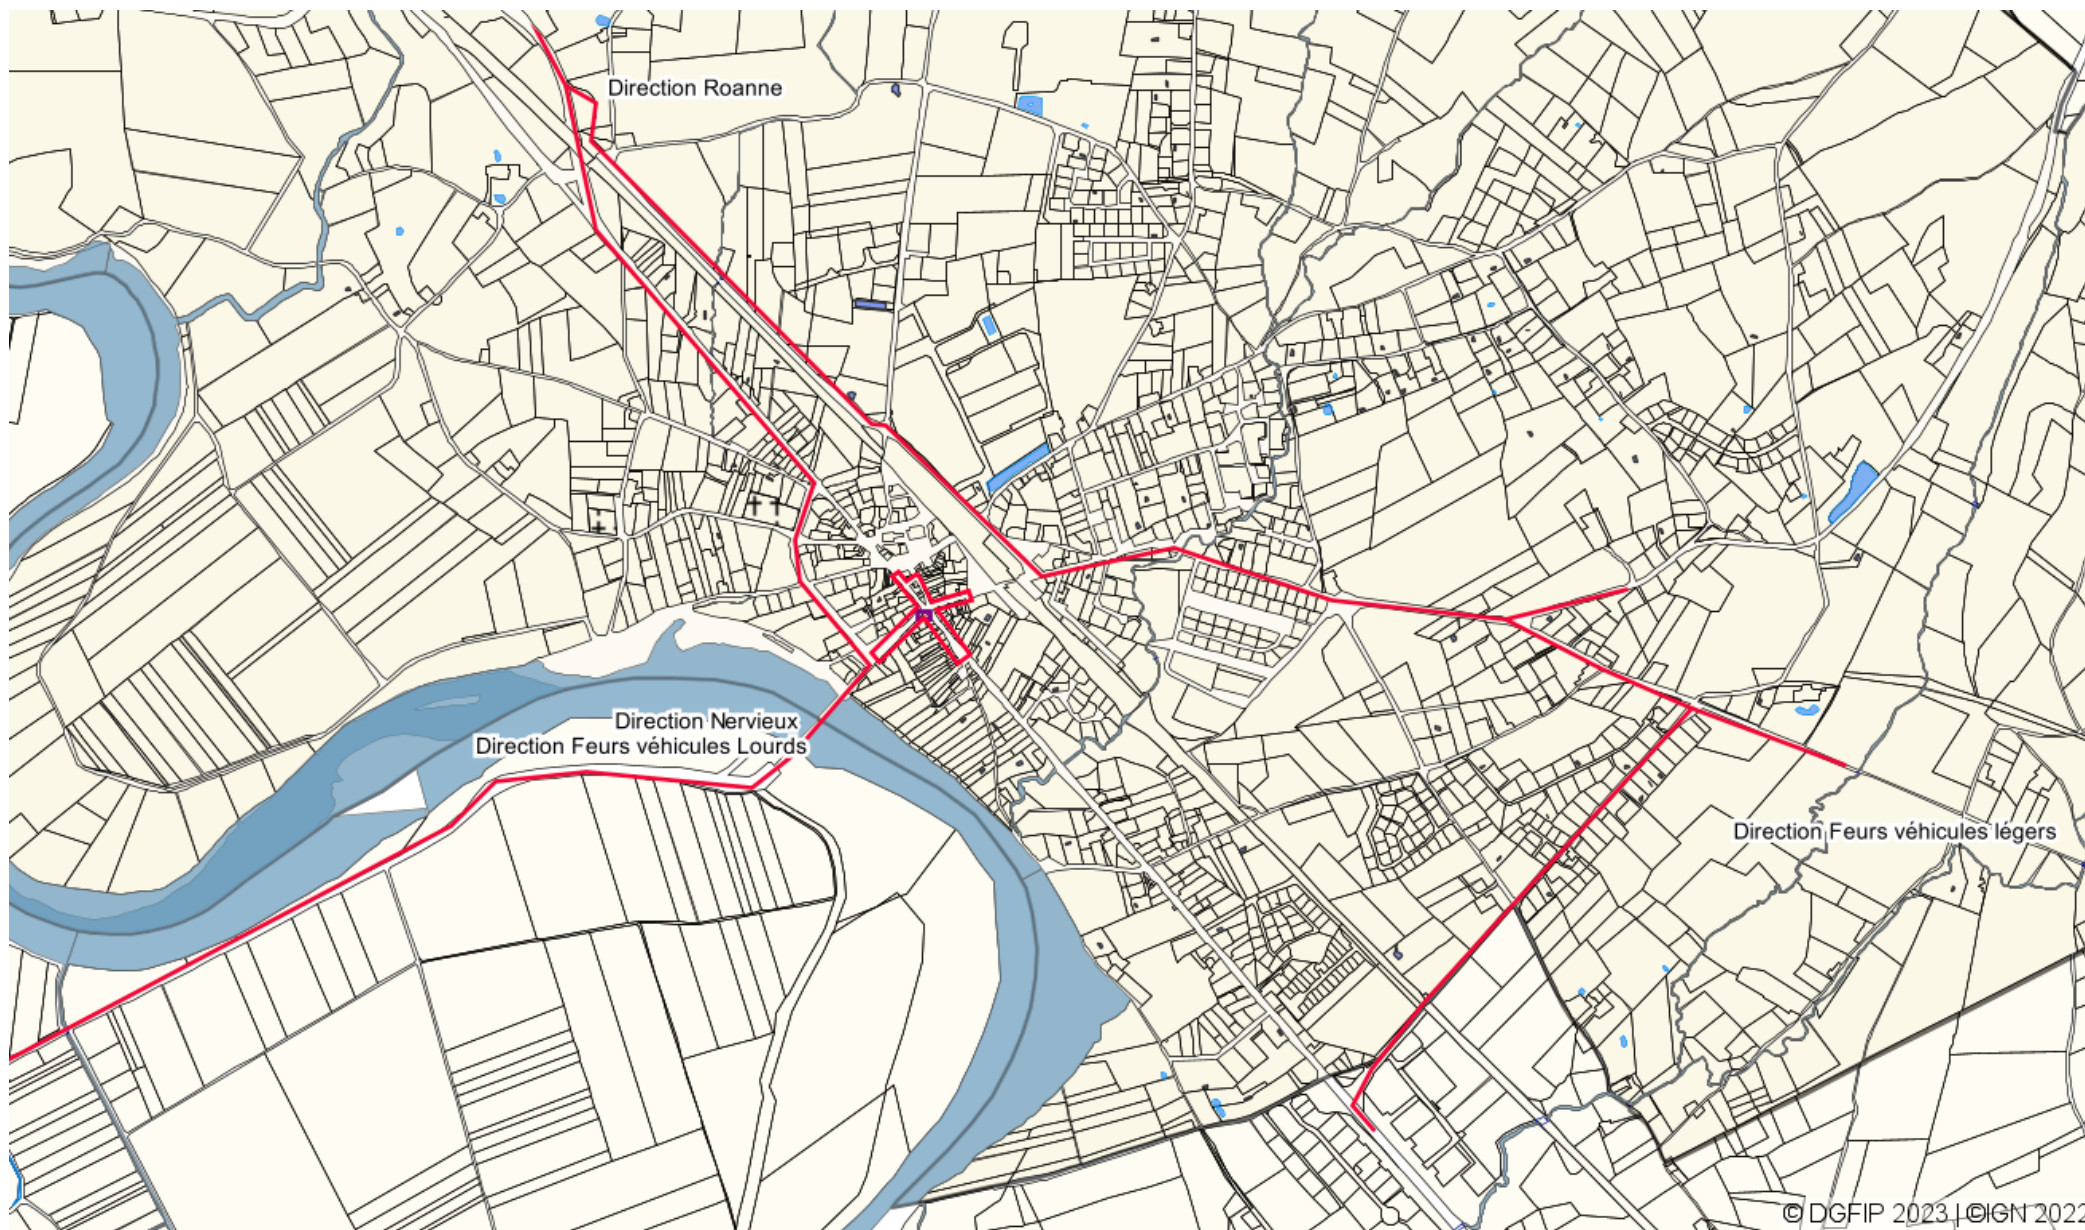 Direction Roanne
Direction Nervieux
Direction Feurs véhicules Lourds
Direction Feurs véhicules légers
© DGFIP 2023 | ©IGN 2022